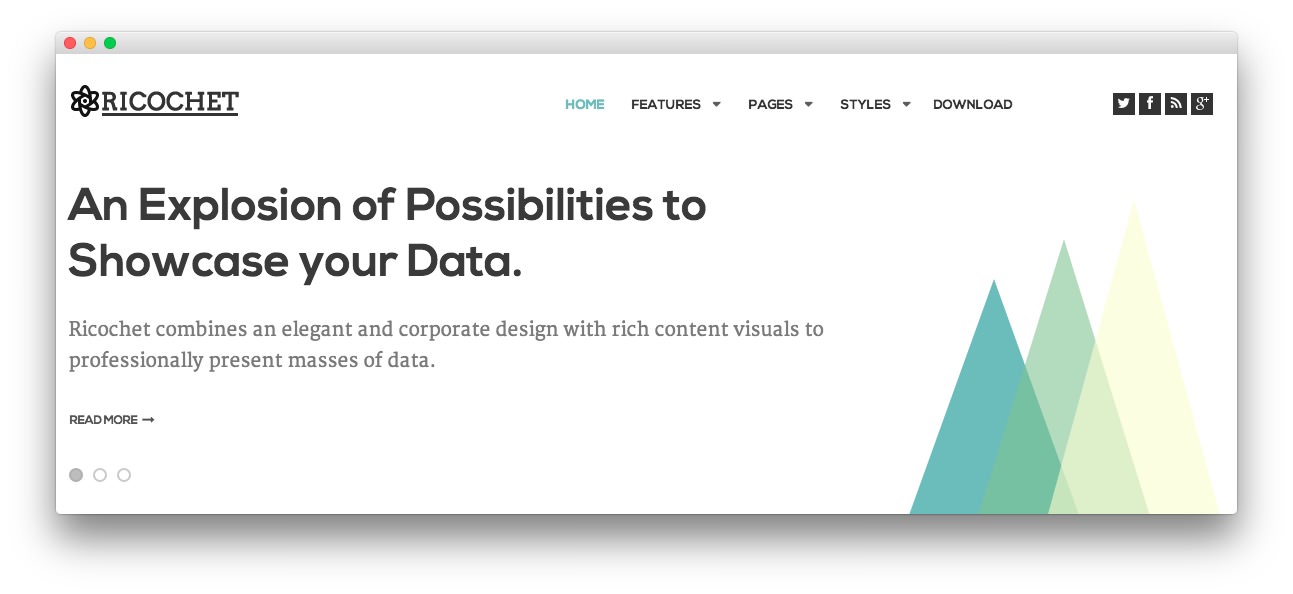 RICOCHET
HOME FEATURES PAGES STYLES DOWNLOAD
An Explosion of Possibilities to
Showcase your Data.
Ricochet combines an elegant and corporate design with rich content visuals to
professionally present masses of data.
READ MORE →